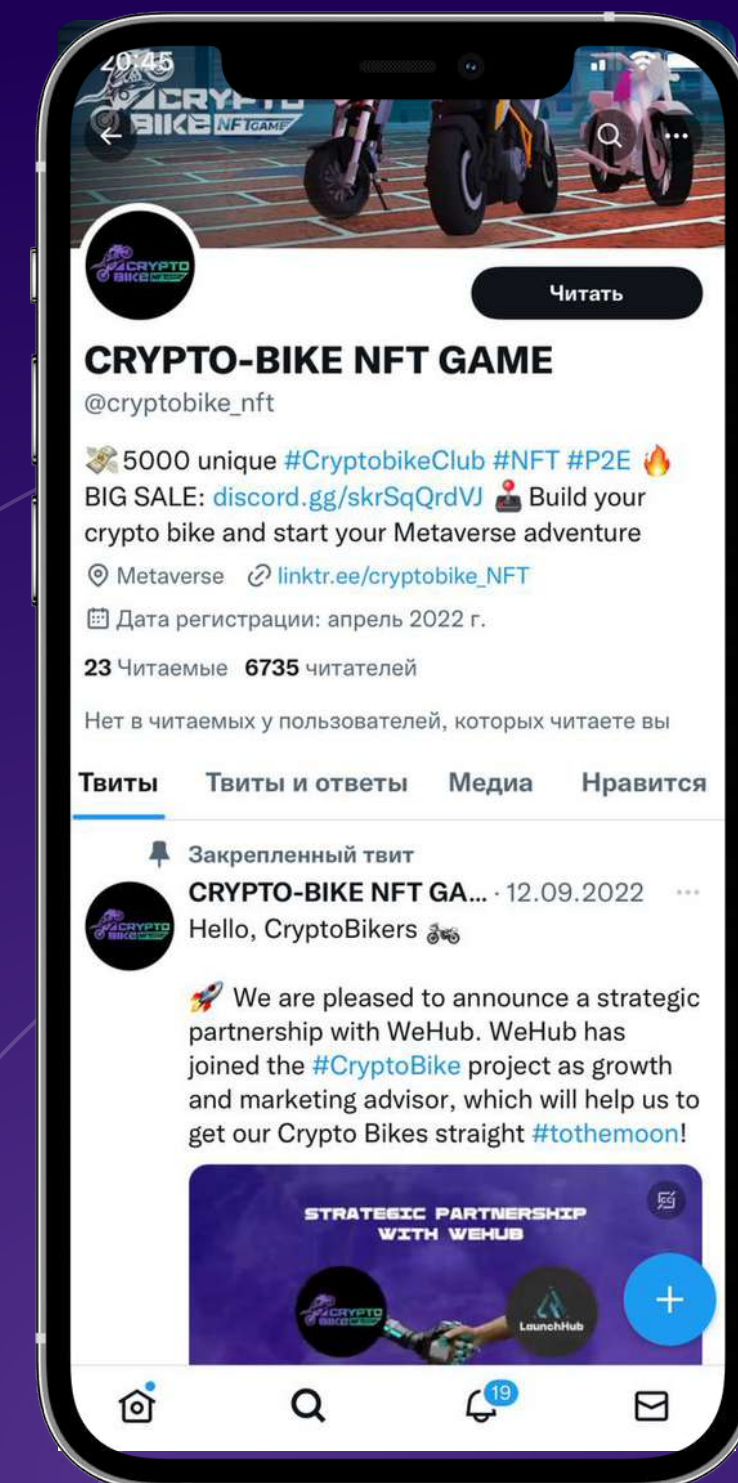 20:45
CRYPTO
BIKE NFT GAME
CRYPTO
BIKE
Читать
CRYPTO-BIKE NFT GAME
@cryptobike_nft
💸5000 unique #CryptobikeClub #NFT #P2E 🔥
BIG SALE: discord.gg/skrSqQrdVJ 🕹️ Build your
crypto bike and start your Metaverse adventure
Metaverse linktr.ee/cryptobike_NFT
Дата регистрации: апрель 2022 г.
23 Читаемые 6735 читателей
Нет в читаемых у пользователей, которых читаете вы
Твиты Твиты и ответы Медиа Нравится
Закрепленный твит
CRYPTO-BIKE NFT GA... · 12.09.2022
CRYPTO
BIKE
Hello, CryptoBikers 🏍️
🚀 We are pleased to announce a strategic
partnership with WeHub. WeHub has
joined the #CryptoBike project as growth
and marketing advisor, which will help us to
get our Crypto Bikes straight #tothemoon!
STRATEGIC PARTNERSHIP
WITH WEHUB
CRYPTO
BIKE
LaunchHub
19